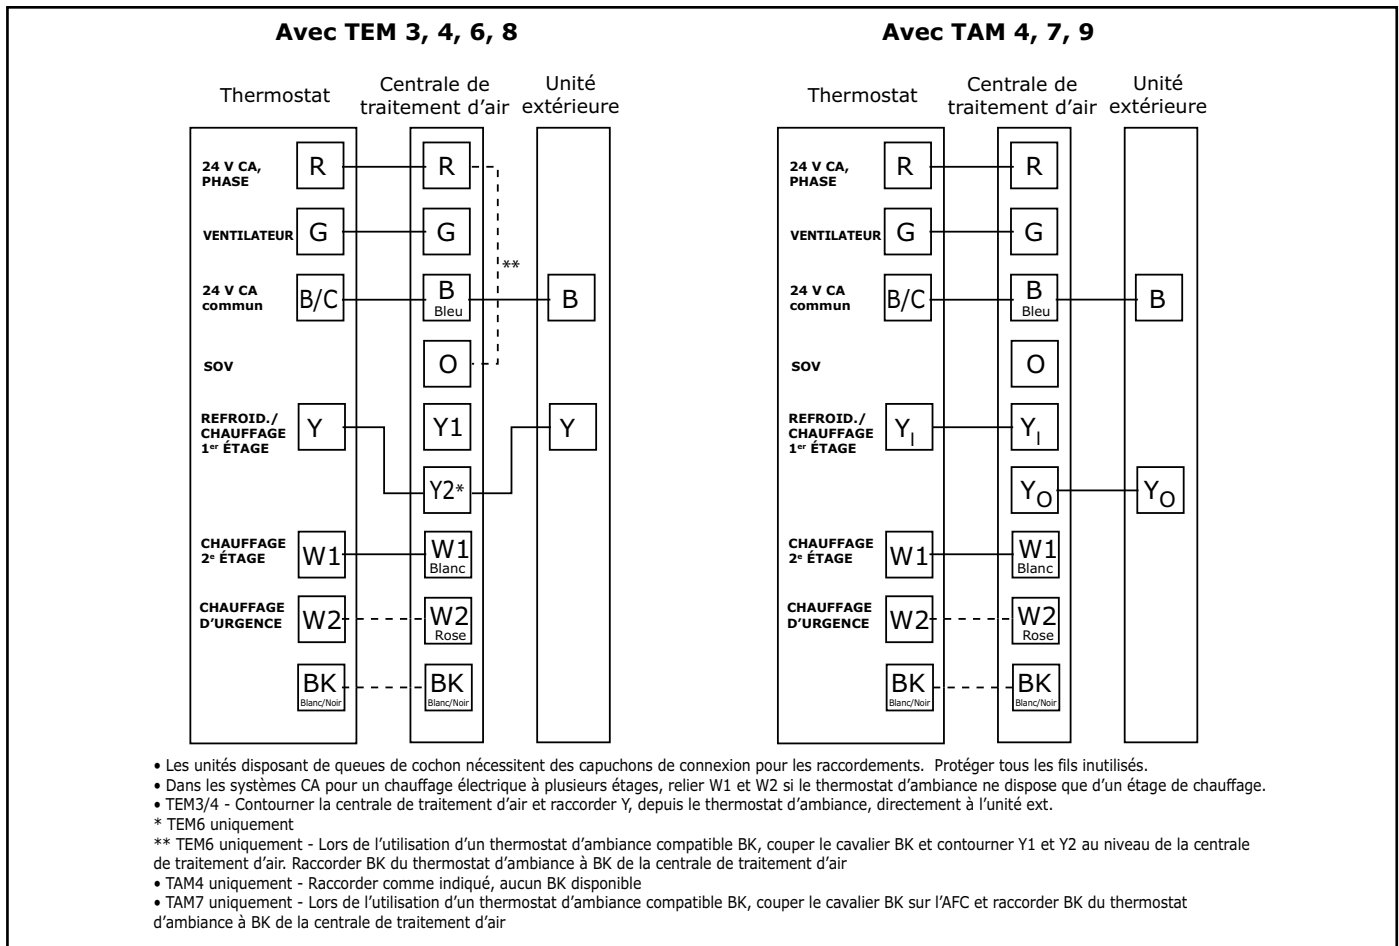 Avec TEM 3, 4, 6, 8
Thermostat
Centrale de
traitement d'air
Unité
extérieure
24 V CA,
PHASE
R
R
VENTILATEUR
G
G
**
24 V CA
commun
B/C
B
Bleu
B
SOV
O
REFROID./
CHAUFFAGE
1er ÉTAGE
Y
Y1
Y
Y2*
CHAUFFAGE
2e ÉTAGE
W1
W1
Blanc
CHAUFFAGE
D'URGENCE
W2
W2
Rose
BK
Blanc/Noir
BK
Blanc/Noir
Avec TAM 4, 7, 9
Thermostat
Centrale de
traitement d'air
Unité
extérieure
24 V CA,
PHASE
R
R
VENTILATEUR
G
G
24 V CA
commun
B/C
B
Bleu
B
SOV
O
REFROID./
CHAUFFAGE
1er ÉTAGE
YI
YI
YO
YO
CHAUFFAGE
2e ÉTAGE
W1
W1
Blanc
CHAUFFAGE
D'URGENCE
W2
W2
Rose
BK
Blanc/Noir
BK
Blanc/Noir
• Les unités disposant de queues de cochon nécessitent des capuchons de connexion pour les raccordements. Protéger tous les fils inutilisés.
• Dans les systèmes CA pour un chauffage électrique à plusieurs étages, relier W1 et W2 si le thermostat d'ambiance ne dispose que d'un étage de chauffage.
• TEM3/4 - Contourner la centrale de traitement d'air et raccorder Y, depuis le thermostat d'ambiance, directement à l'unité ext.
* TEM6 uniquement
** TEM6 uniquement - Lors de l'utilisation d'un thermostat d'ambiance compatible BK, couper le cavalier BK et contourner Y1 et Y2 au niveau de la centrale
de traitement d'air. Raccorder BK du thermostat d'ambiance à BK de la centrale de traitement d'air
• TAM4 uniquement - Raccorder comme indiqué, aucun BK disponible
• TAM7 uniquement - Lors de l'utilisation d'un thermostat d'ambiance compatible BK, couper le cavalier BK sur l'AFC et raccorder BK du thermostat
d'ambiance à BK de la centrale de traitement d'air